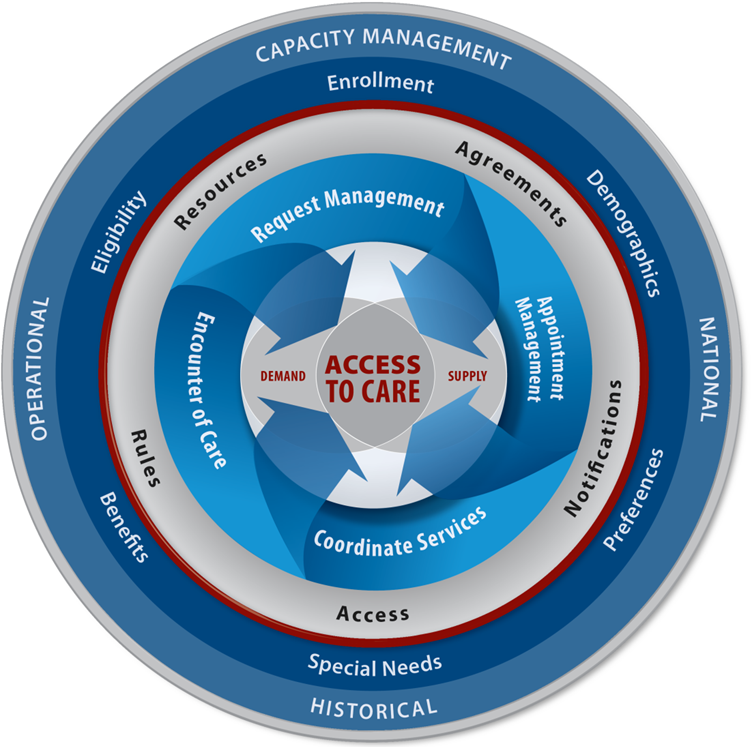 CAPACITY MANAGEMENT
NATIONAL
HISTORICAL
OPERATIONAL
Enrollment
Demographics
Preferences
Special Needs
Benefits
Eligibility
Resources
Agreements
Notifications
Access
Rules
Request Management
Appointment
Management
Coordinate Services
Encounter of Care
DEMAND
ACCESS
TO CARE
SUPPLY